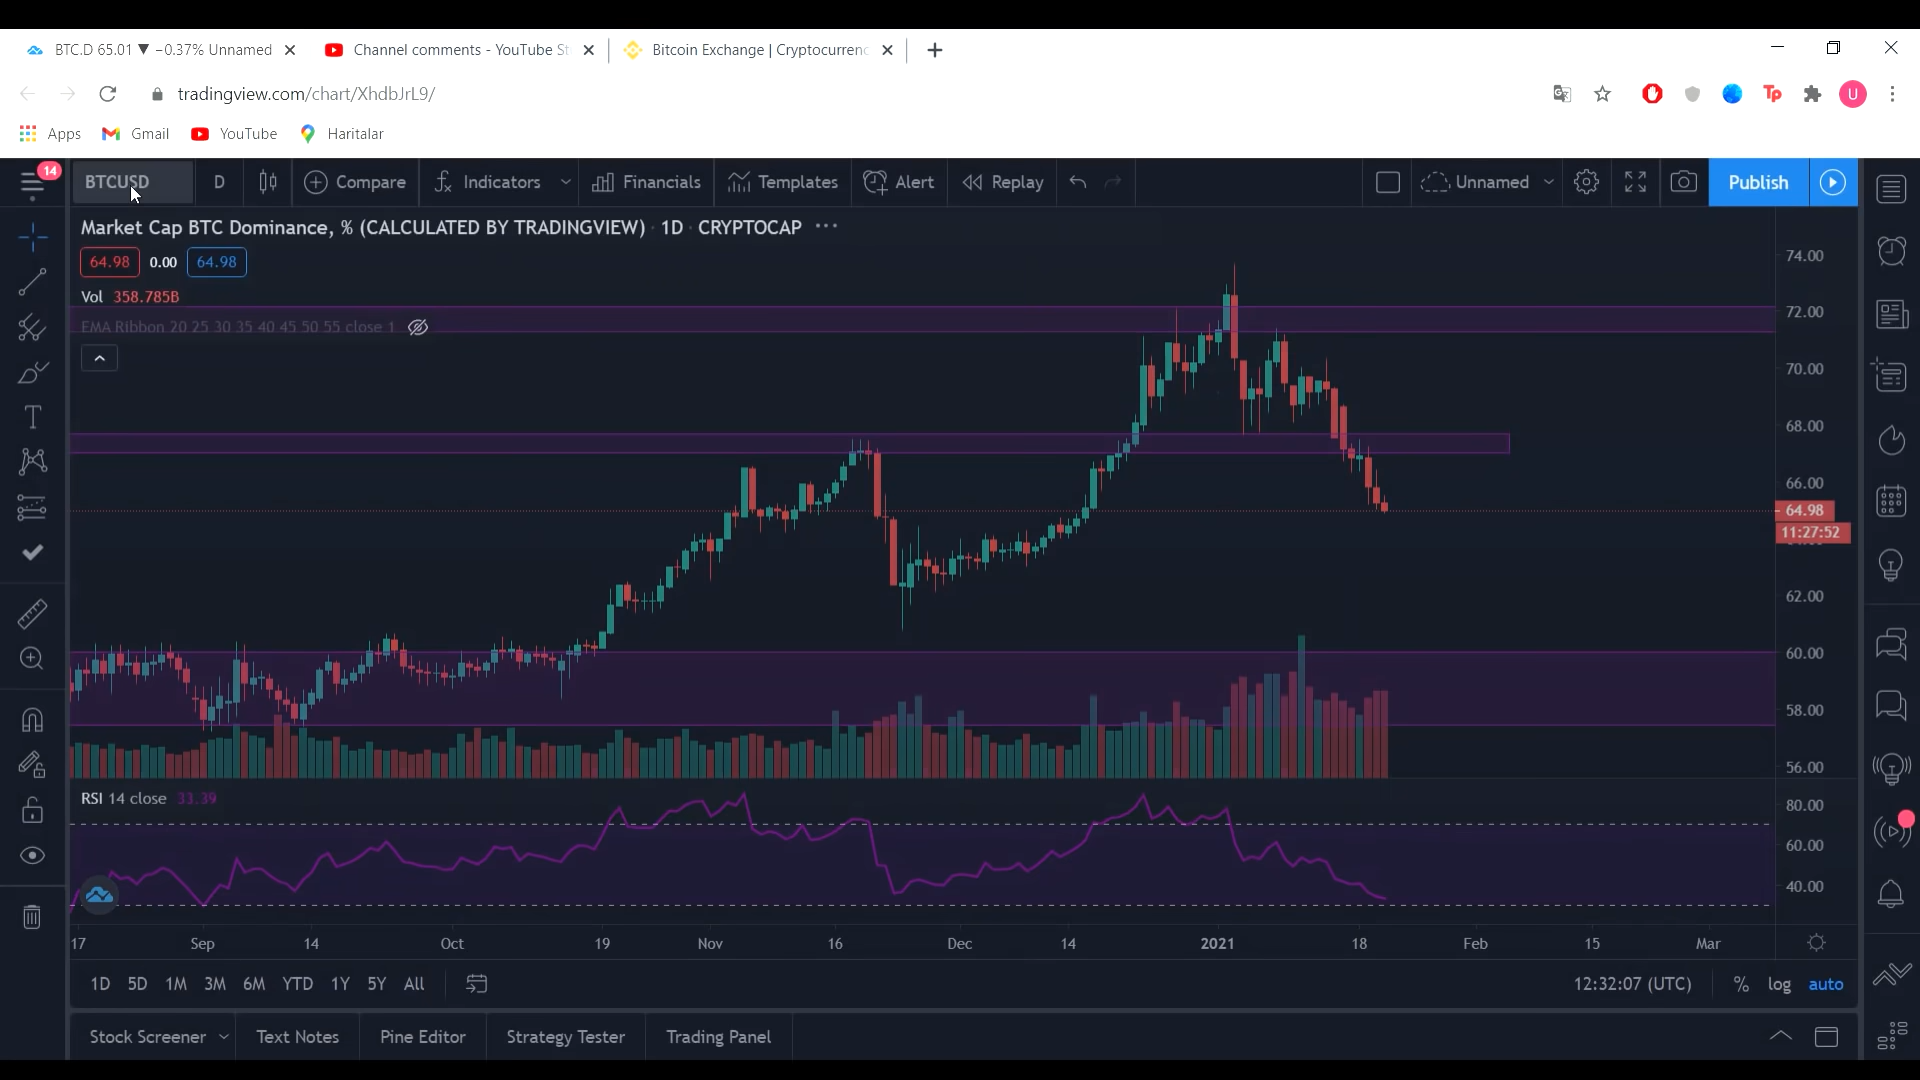 BTC.D 65.01 ▼ −0.37% Unnamed
Channel comments - YouTube St
Bitcoin Exchange | Cryptocurrenc
tradingview.com/chart/XhdbJrL9/
Tp
U
Apps
Gmail
YouTube
Haritalar
14
BTCUSD
D
Compare
Indicators
Financials
Templates
Alert
Replay
Unnamed
Publish
Market Cap BTC Dominance, % (CALCULATED BY TRADINGVIEW) · 1D · CRYPTOCAP
64.98 0.00 64.98
Vol 358.785B
EMA Ribbon 20 25 30 35 40 45 50 55 close 1
74.00
72.00
70.00
68.00
66.00
64.98
11:27:52
62.00
60.00
58.00
56.00
RSI 14 close 33.39
80.00
60.00
40.00
17 Sep 14 Oct 19 Nov 16 Dec 14 2021 18 Feb 15 Mar
1D 5D 1M 3M 6M YTD 1Y 5Y All
12:32:07 (UTC) % log auto
Stock Screener Text Notes Pine Editor Strategy Tester Trading Panel